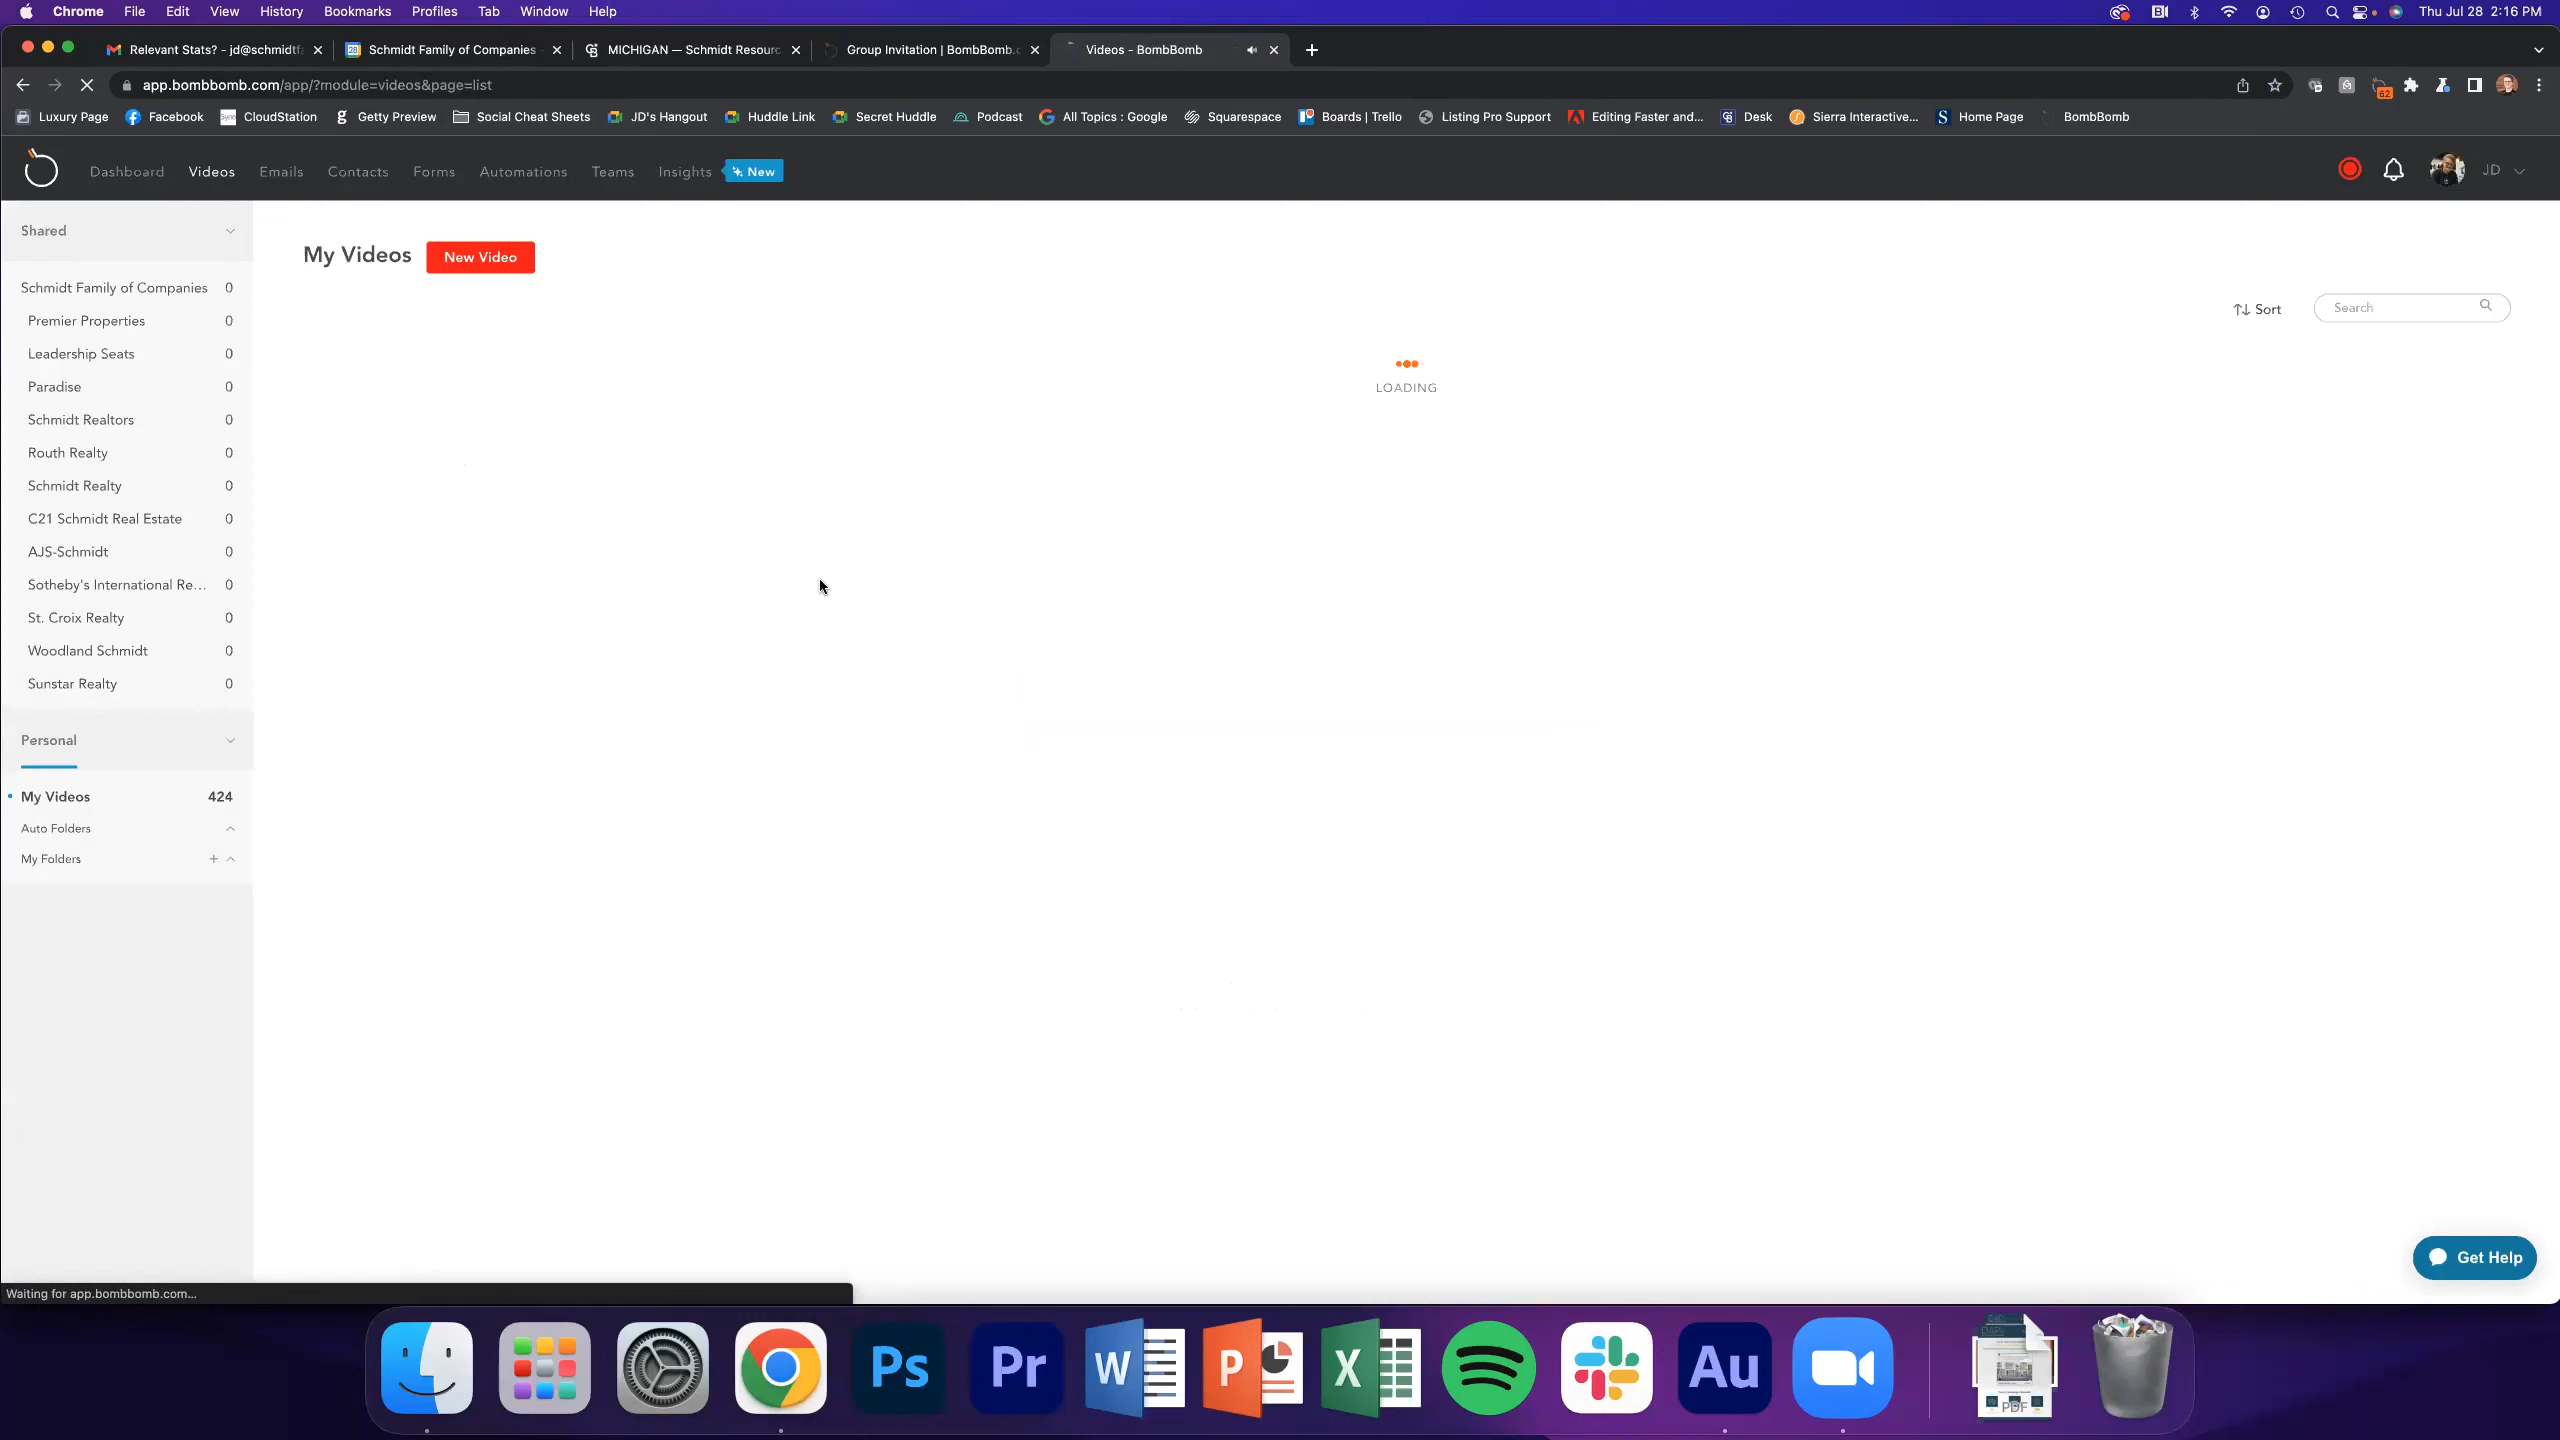 Chrome File Edit View History Bookmarks Profiles Tab Window Help Thu Jul 28 2:16 PM
Relevant Stats? - jd@schmidtf Schmidt Family of Companies MICHIGAN — Schmidt Resourc Group Invitation | BombBomb.c Videos - BombBomb
app.bombbomb.com/app/?module=videos&page=list 62
Luxury Page Facebook CloudStation Getty Preview Social Cheat Sheets JD's Hangout Huddle Link Secret Huddle Podcast All Topics : Google Squarespace Boards | Trello Listing Pro Support Editing Faster and... Desk Sierra Interactive... Home Page BombBomb
Dashboard Videos Emails Contacts Forms Automations Teams Insights New JD
Shared
My Videos New Video
Schmidt Family of Companies 0
Sort Search
Premier Properties 0
Leadership Seats 0
LOADING
Paradise 0
Schmidt Realtors 0
Routh Realty 0
Schmidt Realty 0
C21 Schmidt Real Estate 0
AJS-Schmidt 0
Sotheby's International Re... 0
St. Croix Realty 0
Woodland Schmidt 0
Sunstar Realty 0
Personal
My Videos 424
Auto Folders
My Folders +
Get Help
Waiting for app.bombbomb.com...
Ps Pr W P X Au PDF